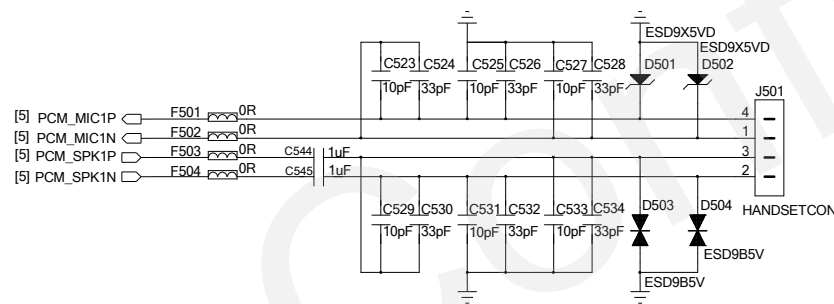 ESD9X5VD
ESD9X5VD
C523 C524 C525 C526 C527 C528 D501 D502
10pF 33pF 10pF 33pF 10pF 33pF
J501
[5] PCM_MIC1P F501 0R 4
[5] PCM_MIC1N F502 0R 1
[5] PCM_SPK1P F503 0R C544 1uF 3
[5] PCM_SPK1N F504 0R C545 1uF 2
C529 C530 C531 C532 C533 C534 D503 D504
HANDSETCON
10pF 33pF 10pF 33pF 10pF 33pF
ESD9B5V
ESD9B5V